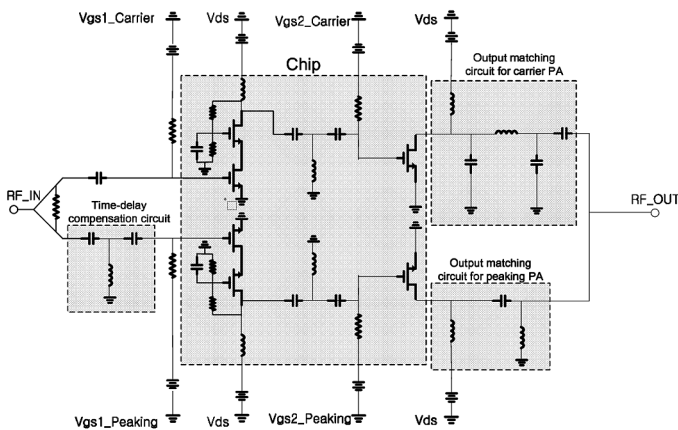 Vgs1_Carrier
Vds
Vgs2_Carrier
Vds
Chip
Output matching
circuit for carrier PA
RF_IN
Time-delay
compensation circuit
RF_OUT
Output matching
circuit for peaking PA
Vgs1_Peaking
Vds
Vgs2_Peaking
Vds